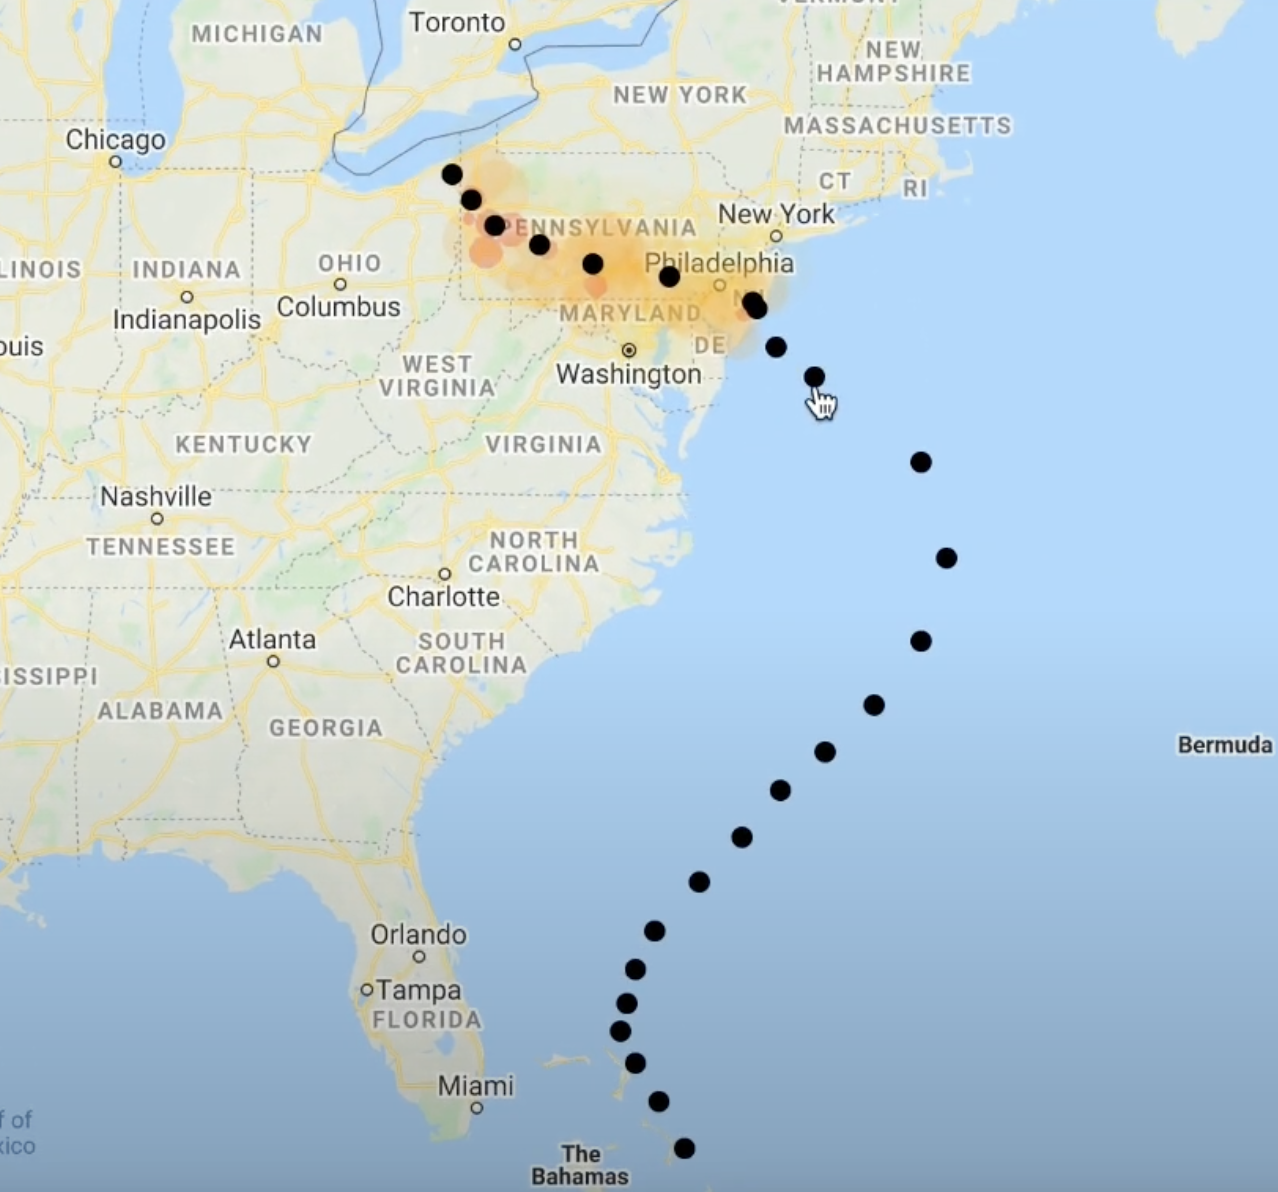 VERMONT
Toronto
MICHIGAN
NEW
HAMPSHIRE
NEW YORK
MASSACHUSETTS
Chicago
CT
RI
New York
PENNSYLVANIA
LINOIS
INDIANA
OHIO
Philadelphia
NJ
Columbus
Indianapolis
MARYLAND
ouis
DE
WEST
VIRGINIA
Washington
KENTUCKY
VIRGINIA
Nashville
TENNESSEE
NORTH
CAROLINA
Charlotte
Atlanta
SOUTH
CAROLINA
ISSIPPI
ALABAMA
GEORGIA
Bermuda
Orlando
Tampa
FLORIDA
Miami
f of
xico
The
Bahamas